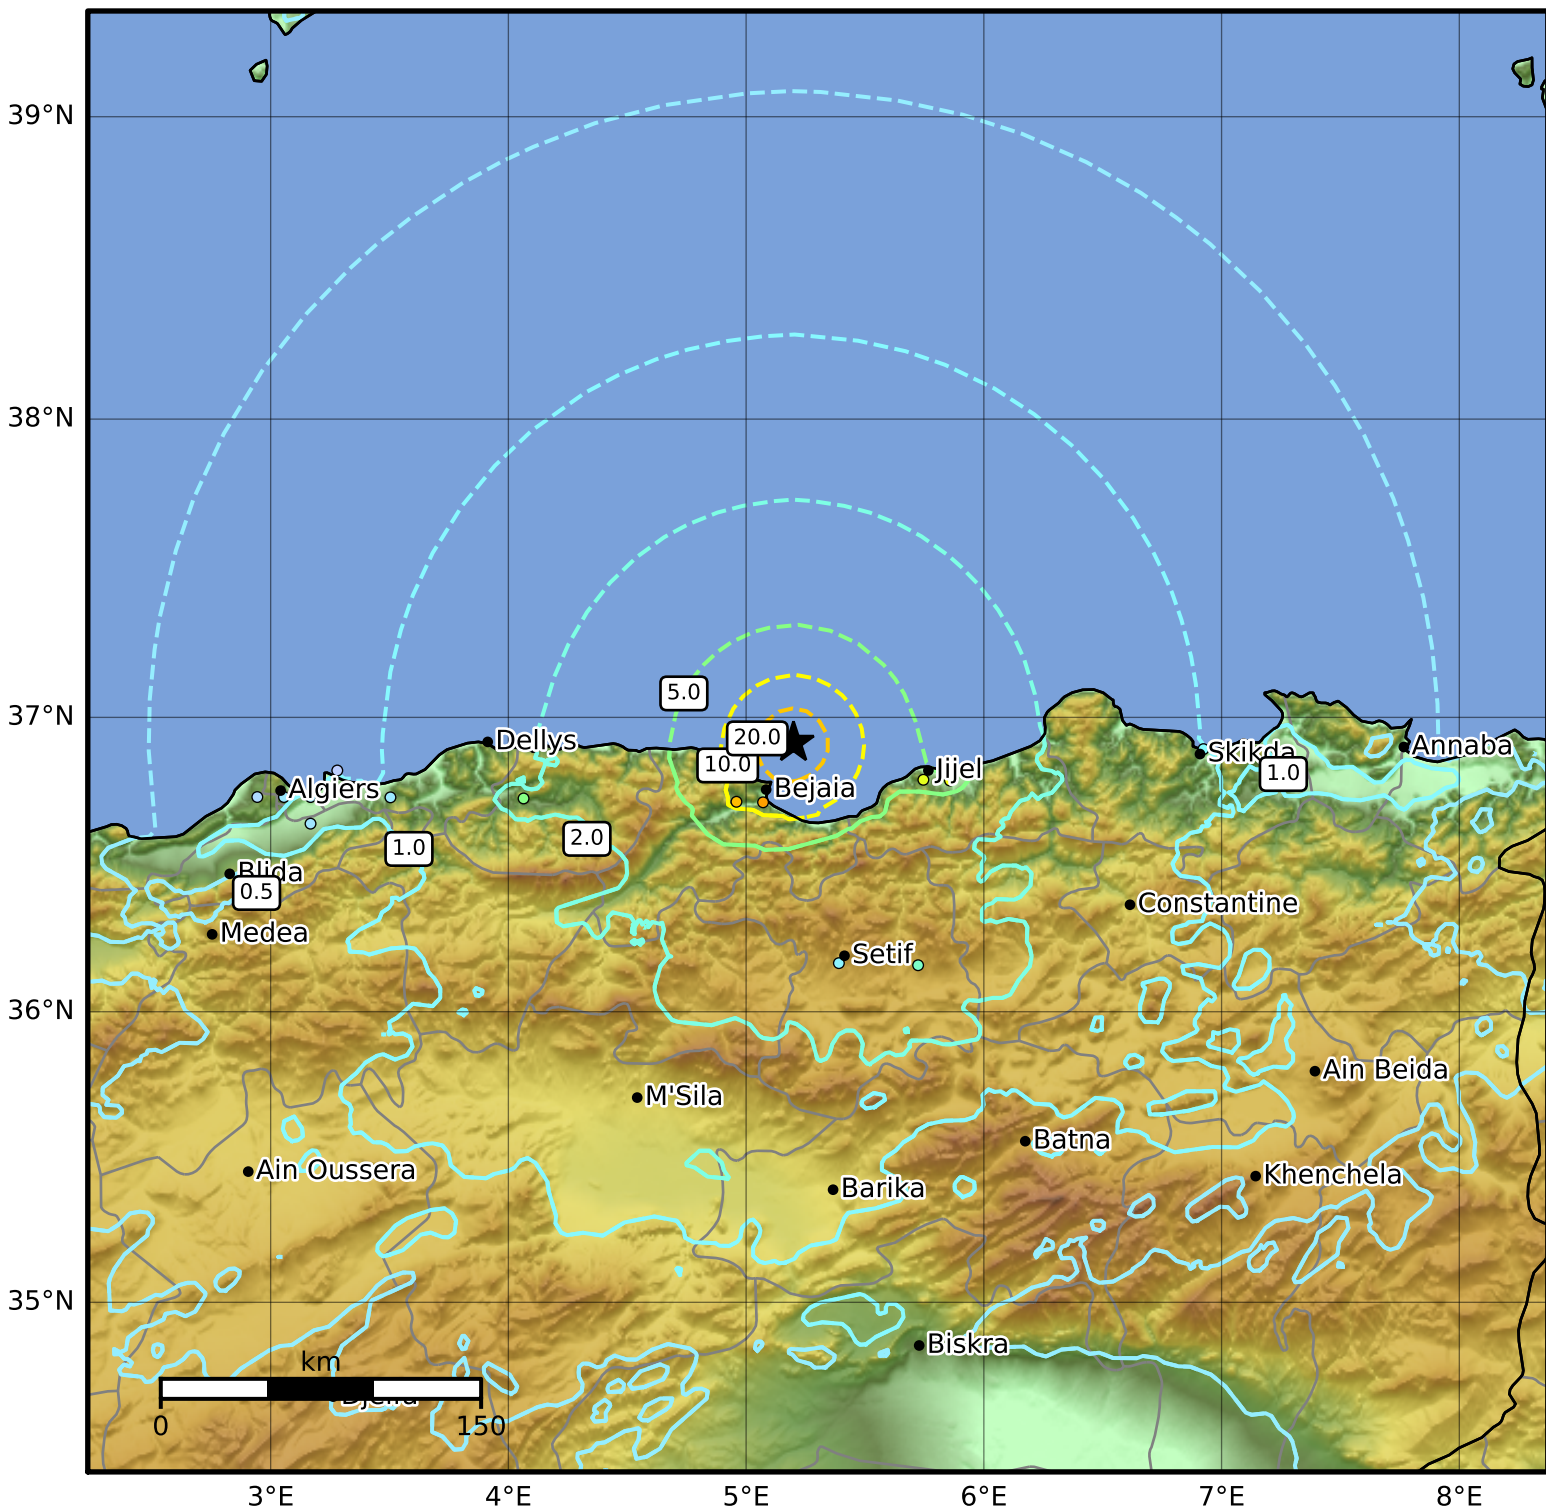 39°N
38°N
5.0
37°N
20.0
Dellys
Skikda
Annaba
10.0
Jijel
1.0
Algiers
Bejaia
2.0
1.0
Blida
0.5
Constantine
Medea
Setif
36°N
Ain Beida
M'Sila
Batna
Ain Oussera
Khenchela
Barika
35°N
Biskra
km
0
150
3°E
4°E
5°E
6°E
7°E
8°E